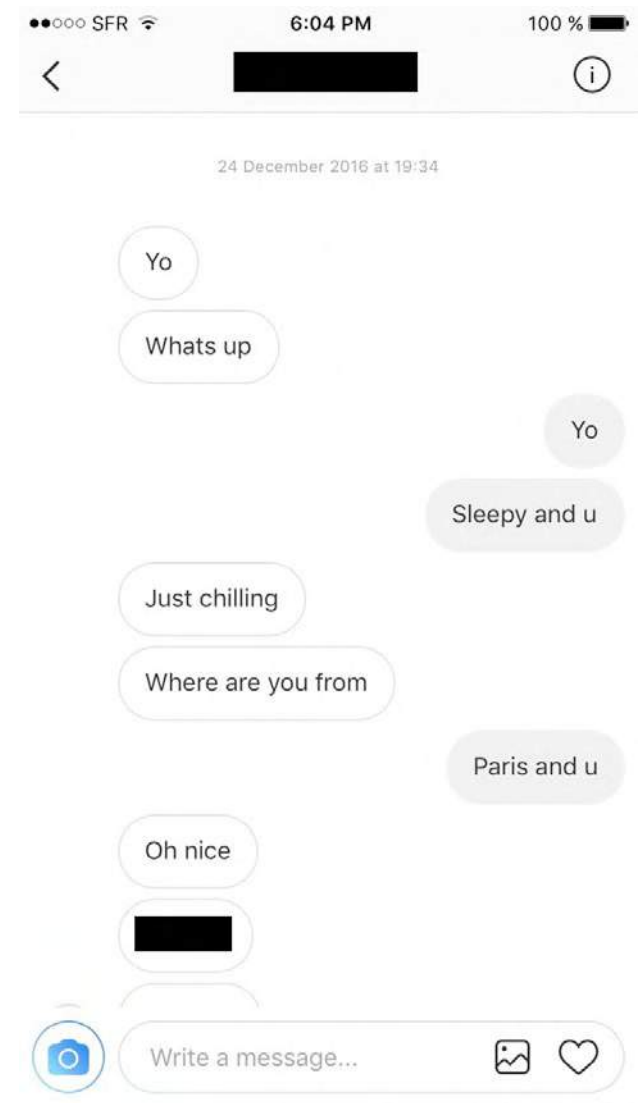 SFR 6:04 PM 100 %
24 December 2016 at 19:34
Yo
Whats up
Yo
Sleepy and u
Just chilling
Where are you from
Paris and u
Oh nice
Write a message...